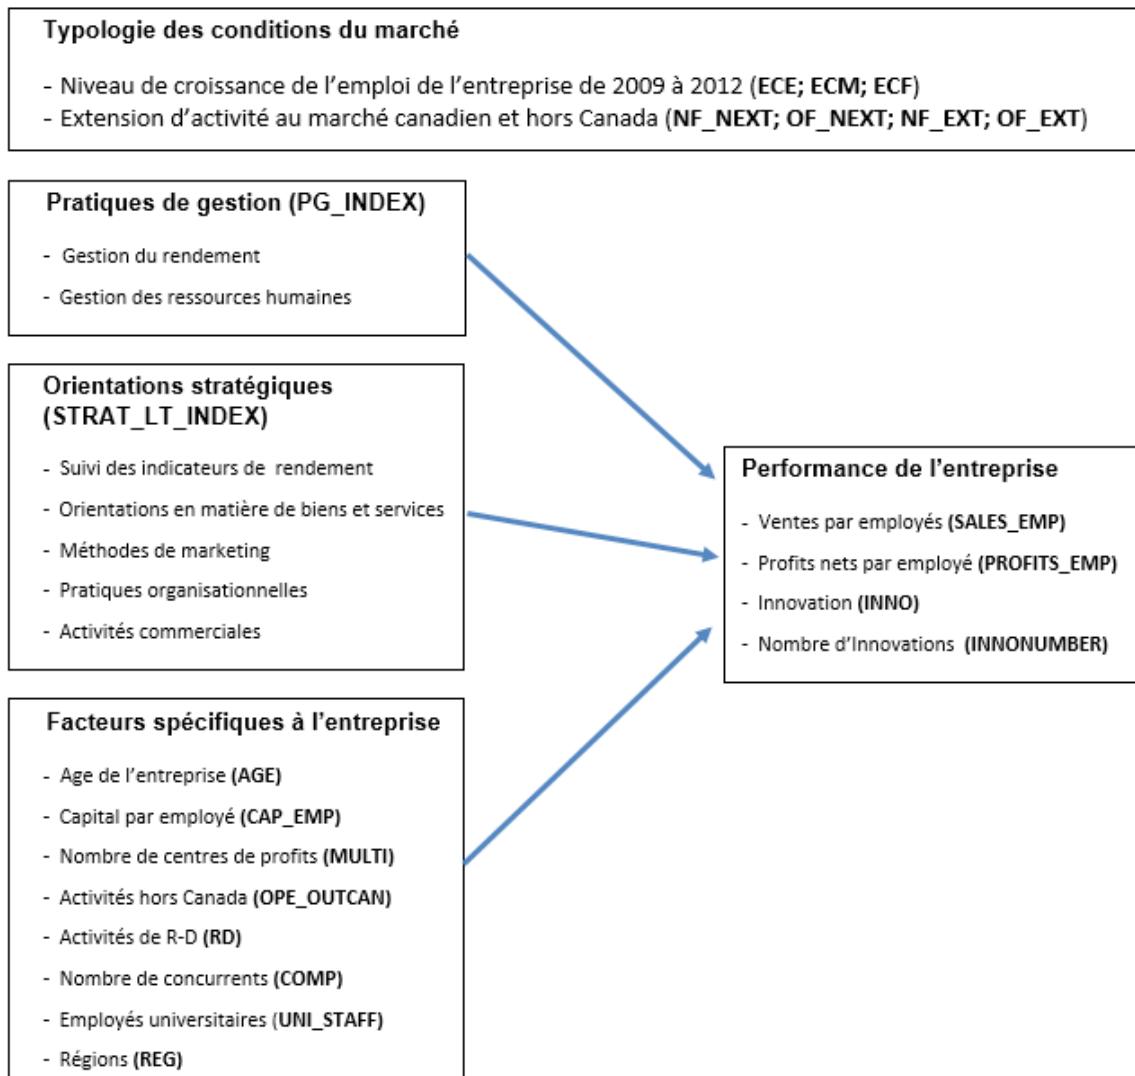 Typologie des conditions du marché
- Niveau de croissance de l'emploi de l'entreprise de 2009 à 2012 (ECE; ECM; ECF)
- Extension d'activité au marché canadien et hors Canada (NF_NEXT; OF_NEXT; NF_EXT; OF_EXT)
Pratiques de gestion (PG_INDEX)
- Gestion du rendement
- Gestion des ressources humaines
Orientations stratégiques
(STRAT_LT_INDEX)
- Suivi des indicateurs de rendement
- Orientations en matière de biens et services
- Méthodes de marketing
- Pratiques organisationnelles
- Activités commerciales
Performance de l'entreprise
- Ventes par employés (SALES_EMP)
- Profits nets par employé (PROFITS_EMP)
- Innovation (INNO)
- Nombre d'Innovations (INNONUMBER)
Facteurs spécifiques à l'entreprise
- Age de l'entreprise (AGE)
- Capital par employé (CAP_EMP)
- Nombre de centres de profits (MULTI)
- Activités hors Canada (OPE_OUTCAN)
- Activités de R-D (RD)
- Nombre de concurrents (COMP)
- Employés universitaires (UNI_STAFF)
- Régions (REG)